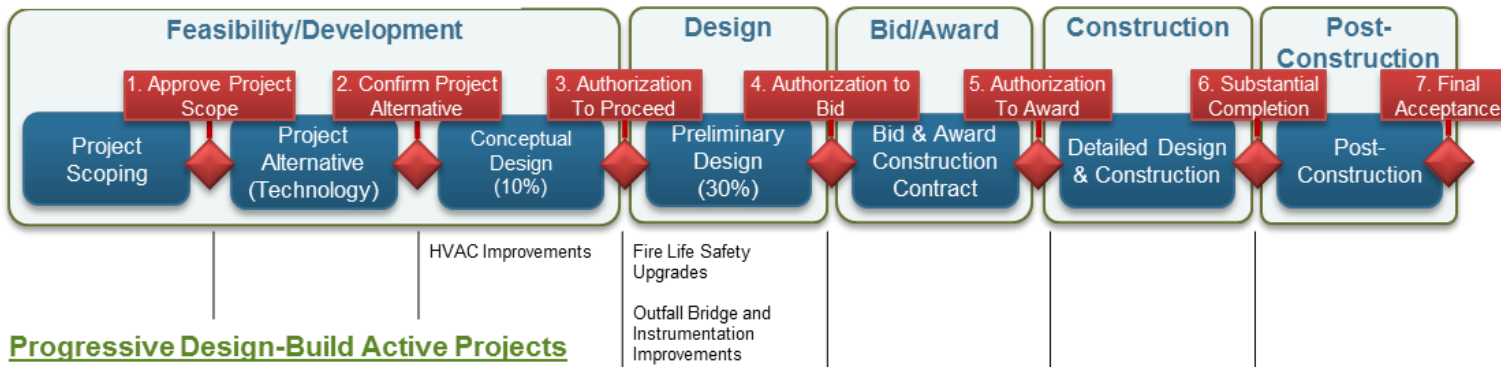 Feasibility/Development
Design
Bid/Award
Construction
Post-
Construction
1. Approve Project
Scope
2. Confirm Project
Alternative
3. Authorization
To Proceed
4. Authorization to
Bid
5. Authorization
To Award
6. Substantial
Completion
7. Final
Acceptance
Project
Scoping
Project
Alternative
(Technology)
Conceptual
Design
(10%)
Preliminary
Design
(30%)
Bid & Award
Construction
Contract
Detailed Design
& Construction
Post-
Construction
HVAC Improvements
Fire Life Safety
Upgrades
Outfall Bridge and
Instrumentation
Improvements
Progressive Design-Build Active Projects